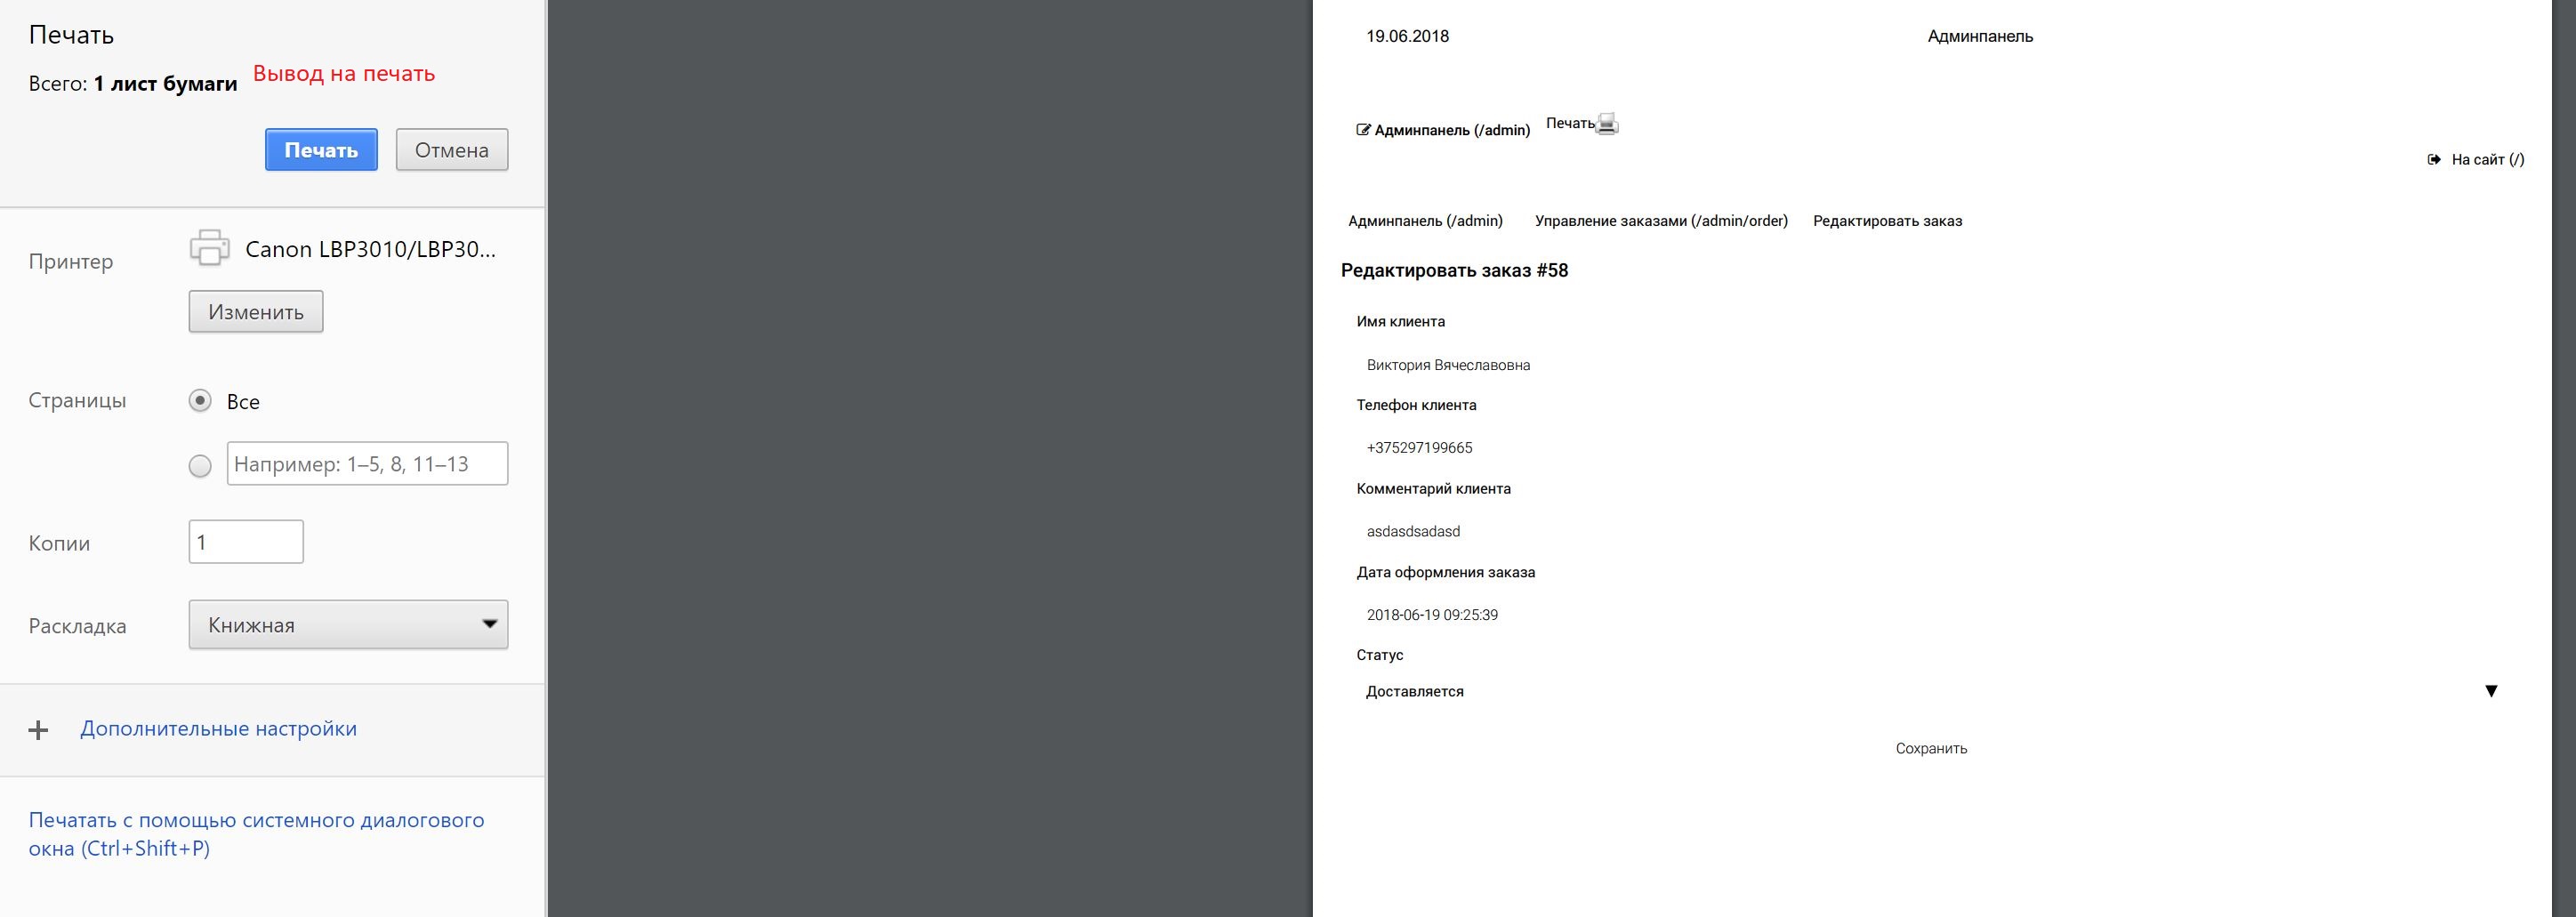 Печать
Всего: 1 лист бумаги
Вывод на печать
Печать
Отмена
Принтер
Canon LBP3010/LBP30...
Изменить
Страницы
Все
Например: 1–5, 8, 11–13
Копии
1
Раскладка
Книжная
Дополнительные настройки
Печатать с помощью системного диалогового
окна (Ctrl+Shift+P)
19.06.2018
Админпанель
Админпанель (/admin)
Печать
На сайт (/)
Админпанель (/admin)
Управление заказами (/admin/order)
Редактировать заказ
Редактировать заказ #58
Имя клиента
Виктория Вячеславовна
Телефон клиента
+375297199665
Комментарий клиента
asdasdsadasd
Дата оформления заказа
2018-06-19 09:25:39
Статус
Доставляется
Сохранить